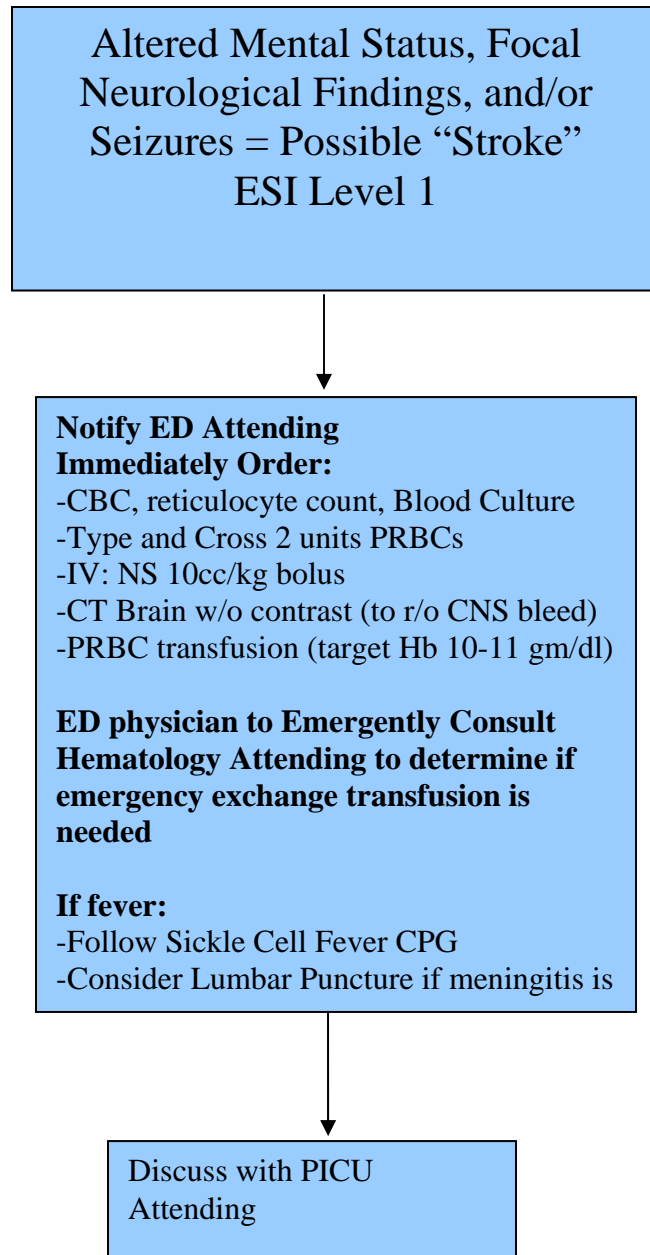 Altered Mental Status, Focal
Neurological Findings, and/or
Seizures = Possible “Stroke”
ESI Level 1
Notify ED Attending
Immediately Order:
-CBC, reticulocyte count, Blood Culture
-Type and Cross 2 units PRBCs
-IV: NS 10cc/kg bolus
-CT Brain w/o contrast (to r/o CNS bleed)
-PRBC transfusion (target Hb 10-11 gm/dl)
ED physician to Emergently Consult
Hematology Attending to determine if
emergency exchange transfusion is
needed
If fever:
-Follow Sickle Cell Fever CPG
-Consider Lumbar Puncture if meningitis is
Discuss with PICU
Attending